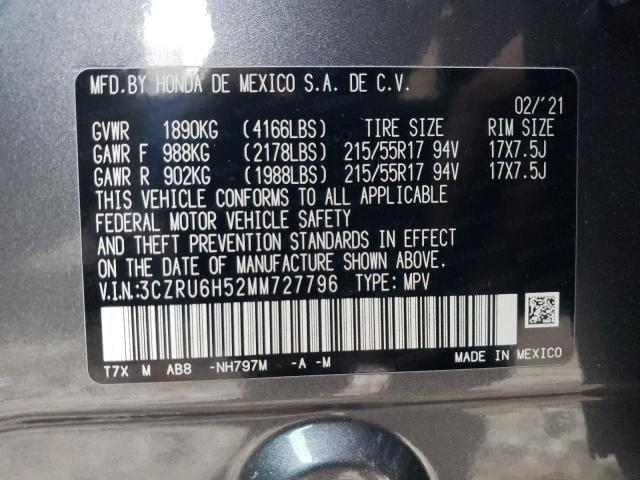 MFD.BY HONDA DE MEXICO S.A. DE C.V.
02/'21
GVWR 1890KG (4166LBS) TIRE SIZE RIM SIZE
GAWR F 988KG (2178LBS) 215/55R17 94V 17X7.5J
GAWR R 902KG (1988LBS) 215/55R17 94V 17X7.5J
THIS VEHICLE CONFORMS TO ALL APPLICABLE
FEDERAL MOTOR VEHICLE SAFETY
AND THEFT PREVENTION STANDARDS IN EFFECT
ON THE DATE OF MANUFACTURE SHOWN ABOVE.
V.I.N.:3CZRU6H52MM727796 TYPE: MPV
T7X M AB8 -NH797M -A -M MADE IN MEXICO